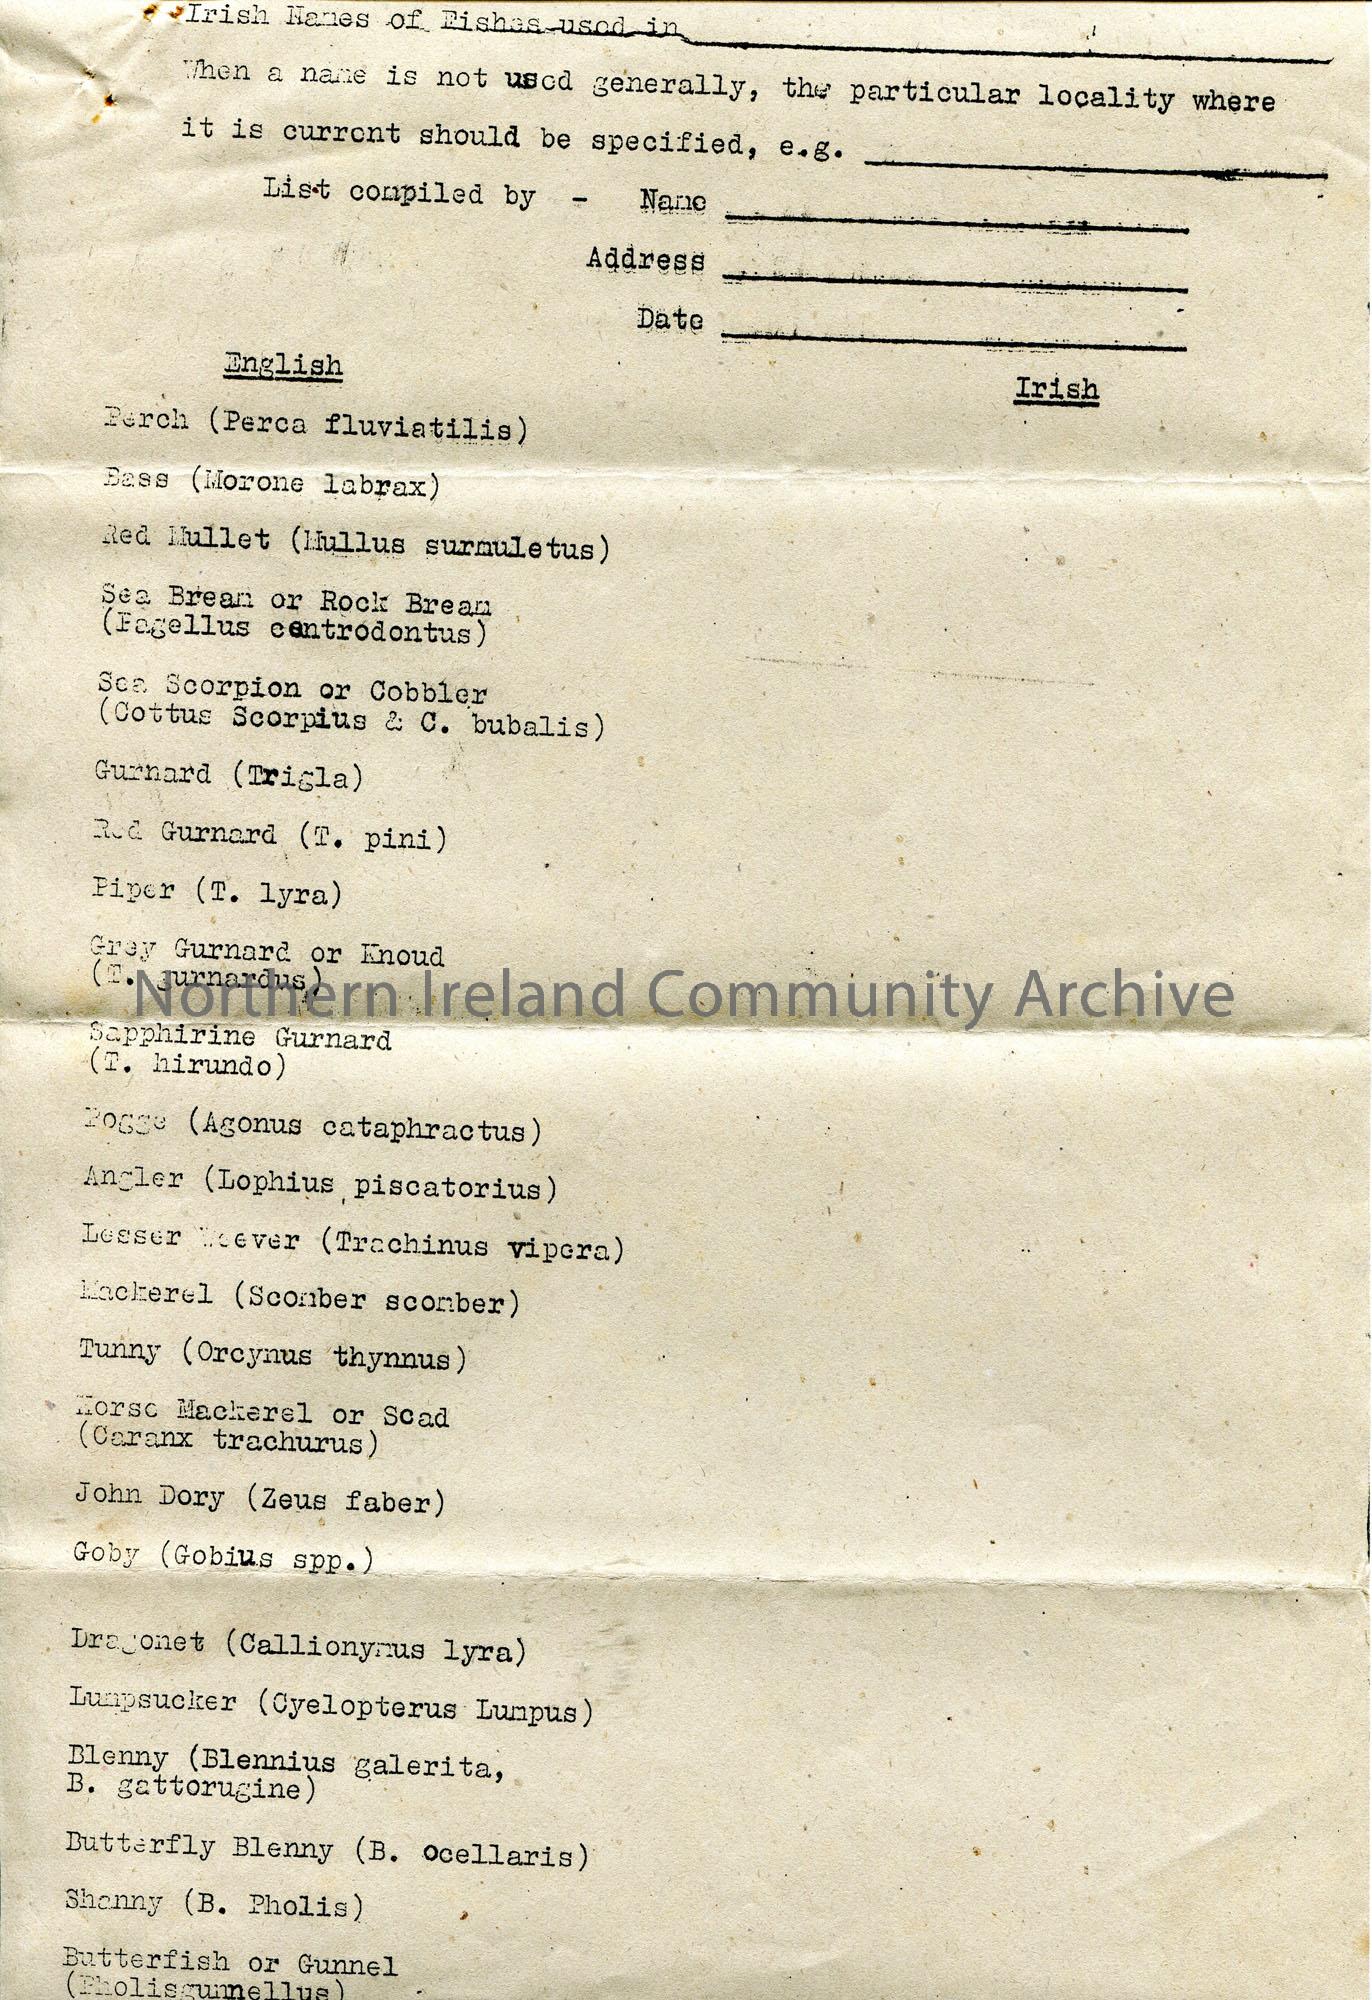 Irish Names of Fishes used in
When a name is not used generally, the particular locality where
it is current should be specified, e.g.
List compiled by - Name
Address
Date
English
Irish
Perch (Perca fluviatilis)
Bass (Morone labrax)
Red Mullet (Mullus surmuletus)
Sea Bream or Rock Bream
(Pagellus centrodontus)
Sea Scorpion or Cobbler
(Cottus Scorpius & C. bubalis)
Gurnard (Trigla)
Red Gurnard (T. pini)
Piper (T. lyra)
Grey Gurnard or Knoud
(T. gurnardus)
Northern Ireland Community Archive
Sapphirine Gurnard
(T. hirundo)
Pogge (Agonus cataphractus)
Angler (Lophius piscatorius)
Lesser Weever (Trachinus vipera)
Mackerel (Scomber scomber)
Tunny (Orcynus thynnus)
Horse Mackerel or Scad
(Caranx trachurus)
John Dory (Zeus faber)
Goby (Gobius spp.)
Dragonet (Callionymus lyra)
Lumpsucker (Cyelopterus Lumpus)
Blenny (Blennius galerita,
B. gattorugine)
Butterfly Blenny (B. ocellaris)
Shanny (B. Pholis)
Butterfish or Gunnel
(Pholisgunnellus)